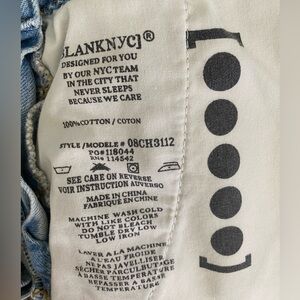 BLANKNYC]®
DESIGNED FOR YOU
BY OUR NYC TEAM
IN THE CITY THAT
NEVER SLEEPS
BECAUSE WE CARE
100%COTTON / COTON
STYLE / MODELE # 08CH3112
PO#118044
RN# 114542
SEE CARE ON REVERSE
VOIR INSTRUCTION AUVERSO
MADE IN CHINA
FABRIQUÉ EN CHINE
MACHINE WASH COLD
WITH LIKE COLORS
DO NOT BLEACH
TUMBLE DRY LOW
LOW IRON
LAVER A LA MACHINE
A L'EAU FROIDE
NE PAS JAVELLISER
SÉCHER PARCULBUTAGE
A BASSE TEMPERATURE
REPASSER A BASSE
TEMPERATURE